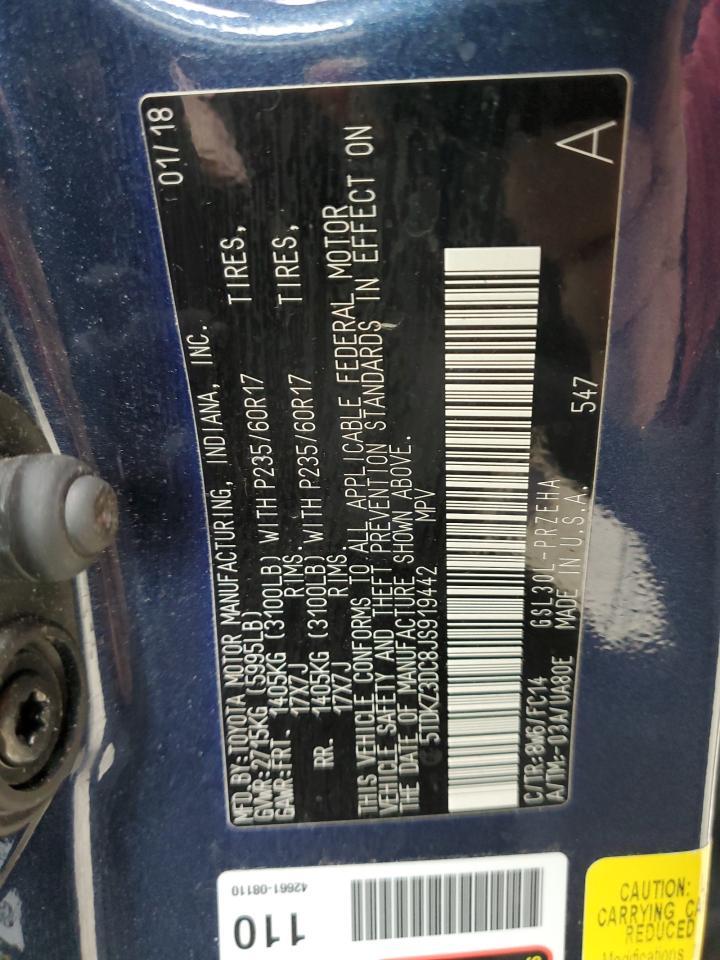 01/18
MFD.BY:TOYOTA MOTOR MANUFACTURING, INDIANA, INC.
GVWR:2715KG (5995LB)
GAWR:FRT. 1405KG (3100LB) WITH P235/60R17 TIRES,
17X7J RIMS.
RR. 1405KG (3100LB) WITH P235/60R17 TIRES,
17X7J RIMS.
THIS VEHICLE CONFORMS TO ALL APPLICABLE FEDERAL MOTOR
VEHICLE SAFETY AND THEFT PREVENTION STANDARDS IN EFFECT ON
THE DATE OF MANUFACTURE SHOWN ABOVE.
5TDKZ3DC8JS919442 MPV
C/TR:8W6/FC14 GSL30L-PRZEHA
A/TM:-03A/UA80E MADE IN U.S.A. 547
A
42661-08110
110
CAUTION:
CARRYING CA
REDUCED
Modifications